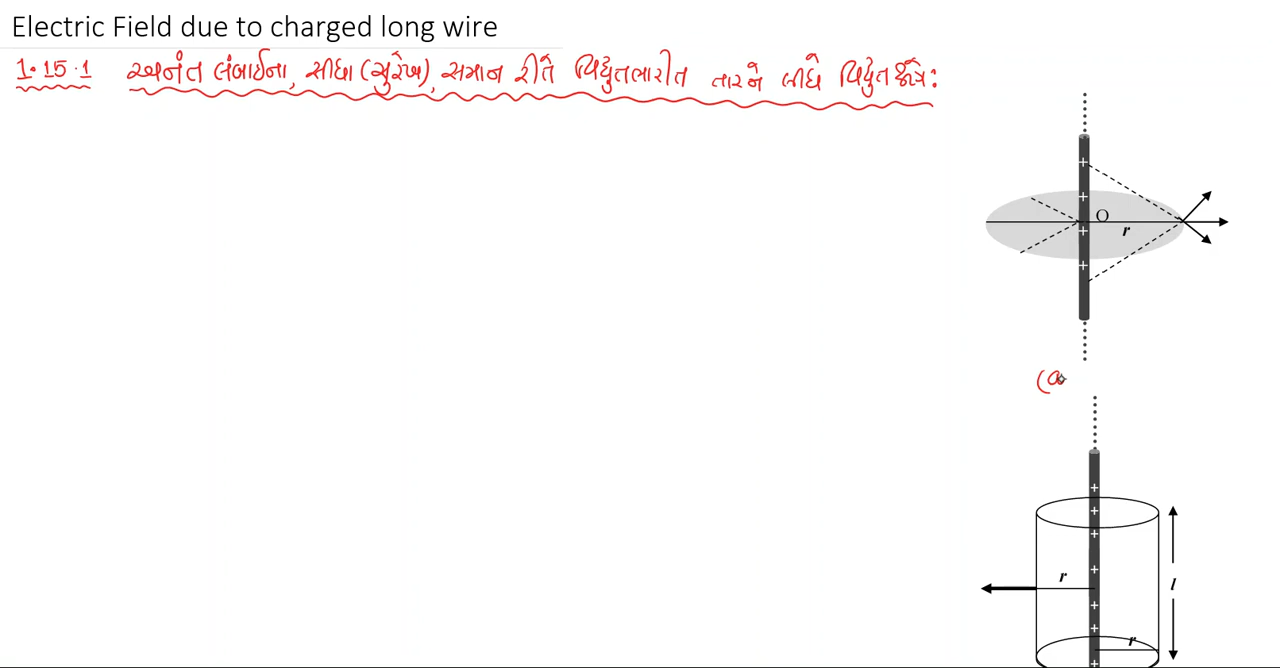 Electric Field due to charged long wire
1.15.1 અનંત લંબાઈના, સીધા (સુરેખ), સમાન રીતે વિદ્યુતભારીત તારને લીધે વિદ્યુતક્ષેત્ર:
+
+
O
+
r
+
(a
+
+
+
+
r
l
+
+
r
+